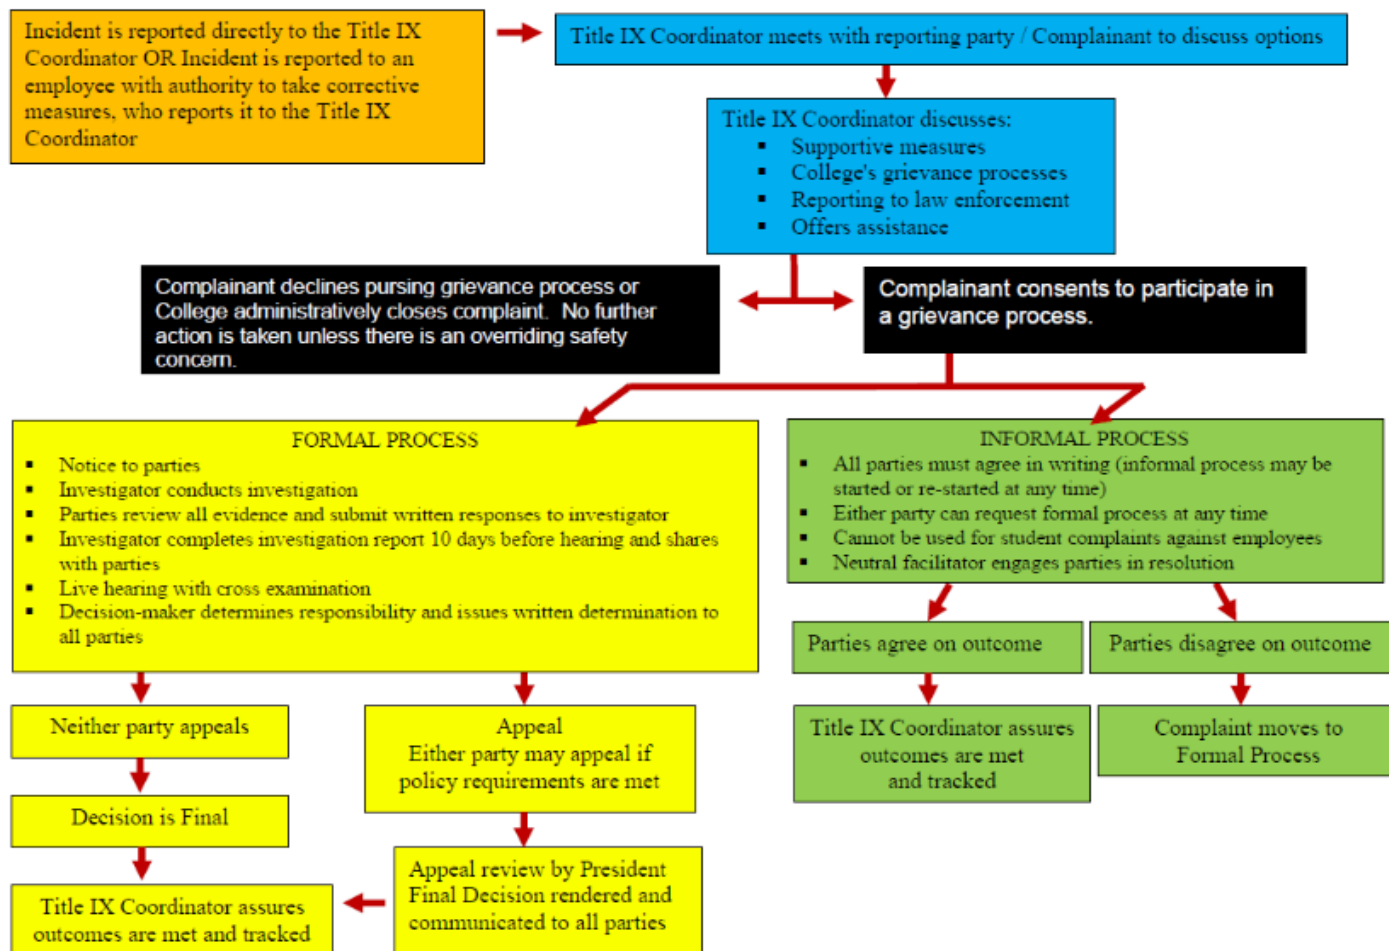 Incident is reported directly to the Title IX
Coordinator OR Incident is reported to an
employee with authority to take corrective
measures, who reports it to the Title IX
Coordinator
Title IX Coordinator meets with reporting party / Complainant to discuss options
Title IX Coordinator discusses:
▪ Supportive measures
▪ College's grievance processes
▪ Reporting to law enforcement
▪ Offers assistance
Complainant declines pursing grievance process or
College administratively closes complaint. No further
action is taken unless there is an overriding safety
concern.
Complainant consents to participate in
a grievance process.
FORMAL PROCESS
▪ Notice to parties
▪ Investigator conducts investigation
▪ Parties review all evidence and submit written responses to investigator
▪ Investigator completes investigation report 10 days before hearing and shares
with parties
▪ Live hearing with cross examination
▪ Decision-maker determines responsibility and issues written determination to
all parties
INFORMAL PROCESS
▪ All parties must agree in writing (informal process may be
started or re-started at any time)
▪ Either party can request formal process at any time
▪ Cannot be used for student complaints against employees
▪ Neutral facilitator engages parties in resolution
Parties agree on outcome
Parties disagree on outcome
Title IX Coordinator assures
outcomes are met
and tracked
Complaint moves to
Formal Process
Neither party appeals
Appeal
Either party may appeal if
policy requirements are met
Decision is Final
Appeal review by President
Final Decision rendered and
communicated to all parties
Title IX Coordinator assures
outcomes are met and tracked